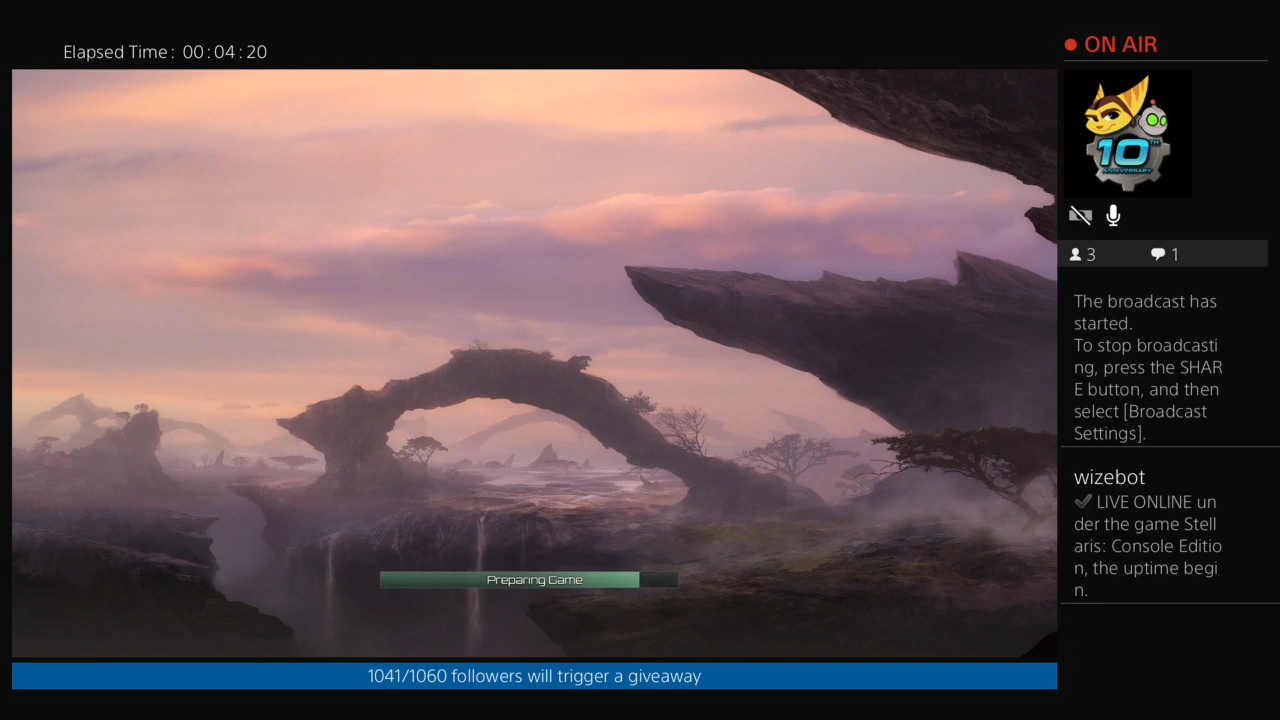 Elapsed Time: 00:04:20
ON AIR
10TH
ANNIVERSARY
3
1
The broadcast has
started.
To stop broadcasti
ng, press the SHAR
E button, and then
select [Broadcast
Settings].
wizebot
✔ LIVE ONLINE un
der the game Stell
aris: Console Editio
n, the uptime begi
n.
Preparing Game
1041/1060 followers will trigger a giveaway